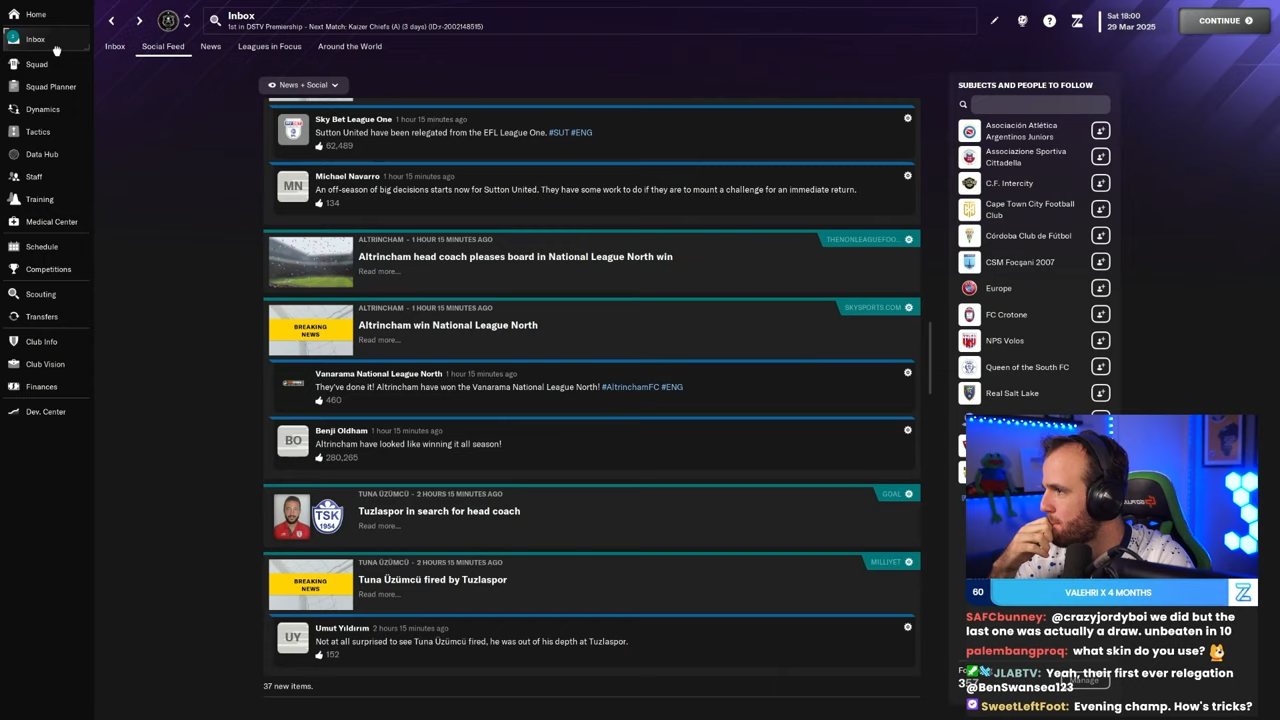 Home
Inbox
Squad
Squad Planner
Dynamics
Tactics
Data Hub
Staff
Training
Medical Center
Schedule
Competitions
Scouting
Transfers
Club Info
Club Vision
Finances
Dev. Center
Inbox
1st in DSTV Premiership - Next Match: Kaizer Chiefs (A) (3 days) (ID:r-2002148515)
Sat 18:00
29 Mar 2025
CONTINUE
Inbox
Social Feed
News
Leagues in Focus
Around the World
News + Social
Sky Bet League One 1 hour 15 minutes ago
Sutton United have been relegated from the EFL League One. #SUT #ENG
62,489
MN
Michael Navarro 1 hour 15 minutes ago
An off-season of big decisions starts now for Sutton United. They have some work to do if they are to mount a challenge for an immediate return.
134
ALTRINCHAM - 1 HOUR 15 MINUTES AGO
THENONLEAGUEFOO...
Altrincham head coach pleases board in National League North win
Read more...
ALTRINCHAM - 1 HOUR 15 MINUTES AGO
SKYSPORTS.COM
BREAKING
NEWS
Altrincham win National League North
Read more...
Vanarama National League North 1 hour 15 minutes ago
They've done it! Altrincham have won the Vanarama National League North! #AltrinchamFC #ENG
460
BO
Benji Oldham 1 hour 15 minutes ago
Altrincham have looked like winning it all season!
280,265
TUNA ÜZÜMCÜ - 2 HOURS 15 MINUTES AGO
GOAL
TSK
1954
Tuzlaspor in search for head coach
Read more...
TUNA ÜZÜMCÜ - 2 HOURS 15 MINUTES AGO
MILLIYET
BREAKING
NEWS
Tuna Üzümcü fired by Tuzlaspor
Read more...
UY
Umut Yıldırım 2 hours 15 minutes ago
Not at all surprised to see Tuna Üzümcü fired, he was out of his depth at Tuzlaspor.
152
37 new items.
SUBJECTS AND PEOPLE TO FOLLOW
Asociación Atlética
Argentinos Juniors
Associazione Sportiva
Cittadella
C.F. Intercity
Cape Town City Football
Club
Córdoba Club de Fútbol
CSM Focşani 2007
Europe
FC Crotone
NPS Volos
Queen of the South FC
Real Salt Lake
60
VALEHRI X 4 MONTHS
SAFCbunney: @crazyjordyboi we did but the
last one was actually a draw. unbeaten in 10
palembangproq: what skin do you use?
JLABTV: Yeah, their first ever relegation
@BenSwansea123
SweetLeftFoot: Evening champ. How's tricks?
357
Manage